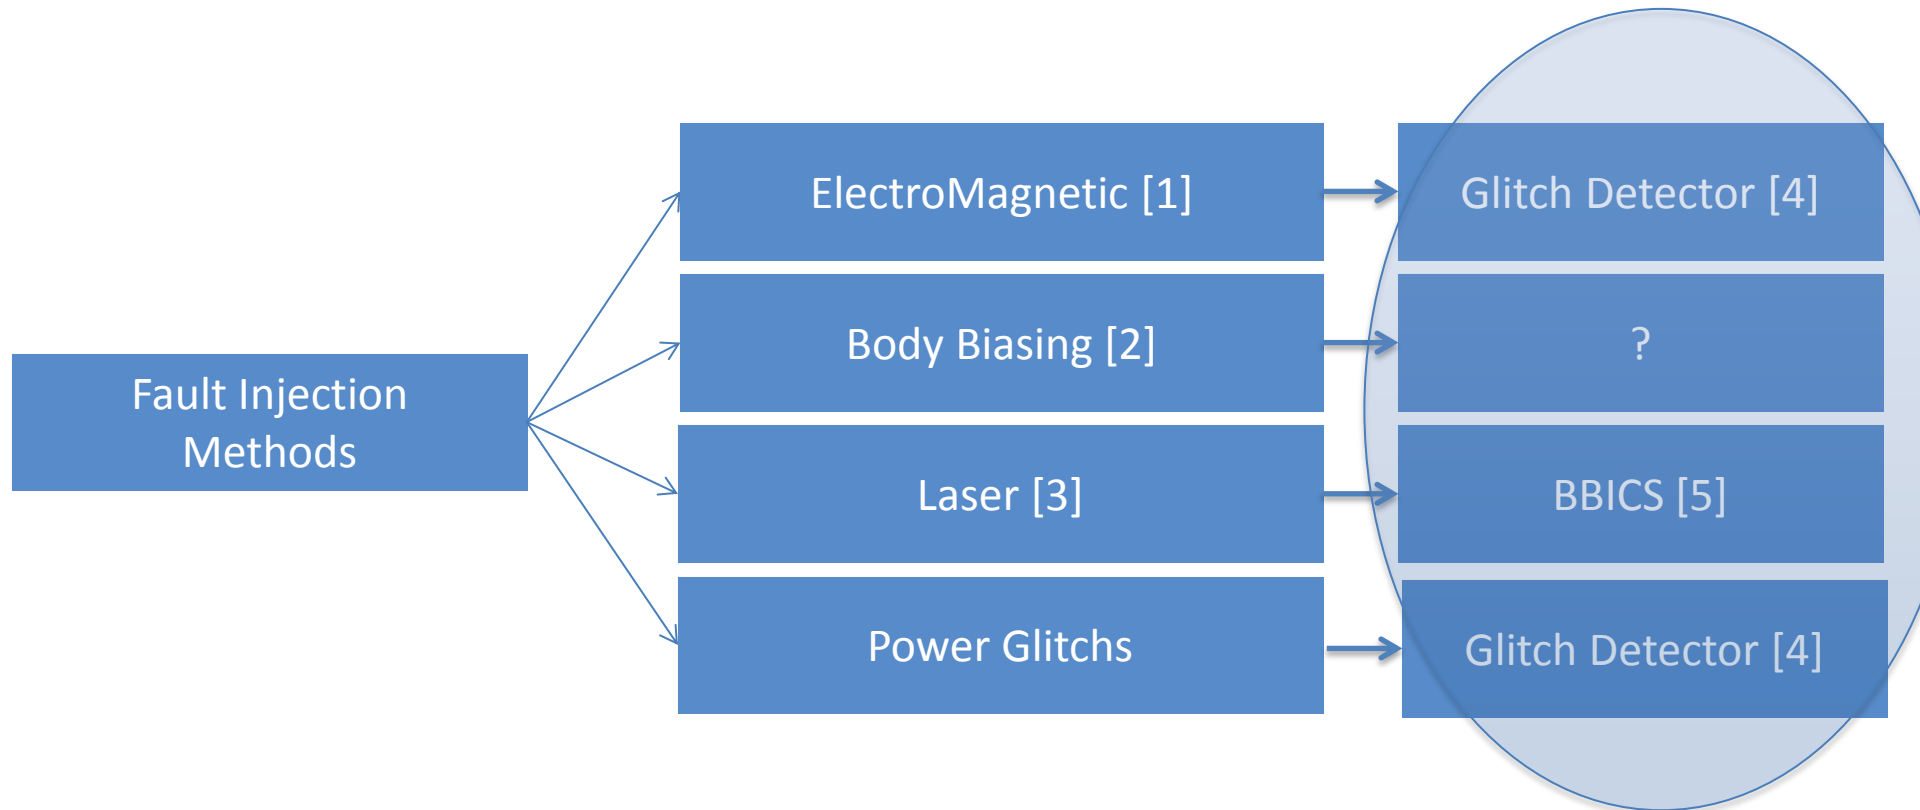 Fault Injection
Methods
ElectroMagnetic [1]
Glitch Detector [4]
Body Biasing [2]
?
Laser [3]
BBICS [5]
Power Glitchs
Glitch Detector [4]